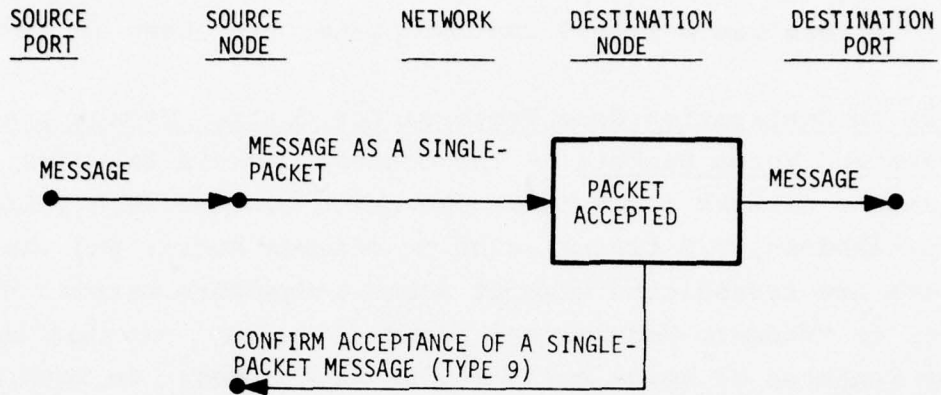 SOURCE PORT
SOURCE NODE
NETWORK
DESTINATION NODE
DESTINATION PORT
MESSAGE
MESSAGE AS A SINGLE-
PACKET
PACKET
ACCEPTED
MESSAGE
CONFIRM ACCEPTANCE OF A SINGLE-
PACKET MESSAGE (TYPE 9)